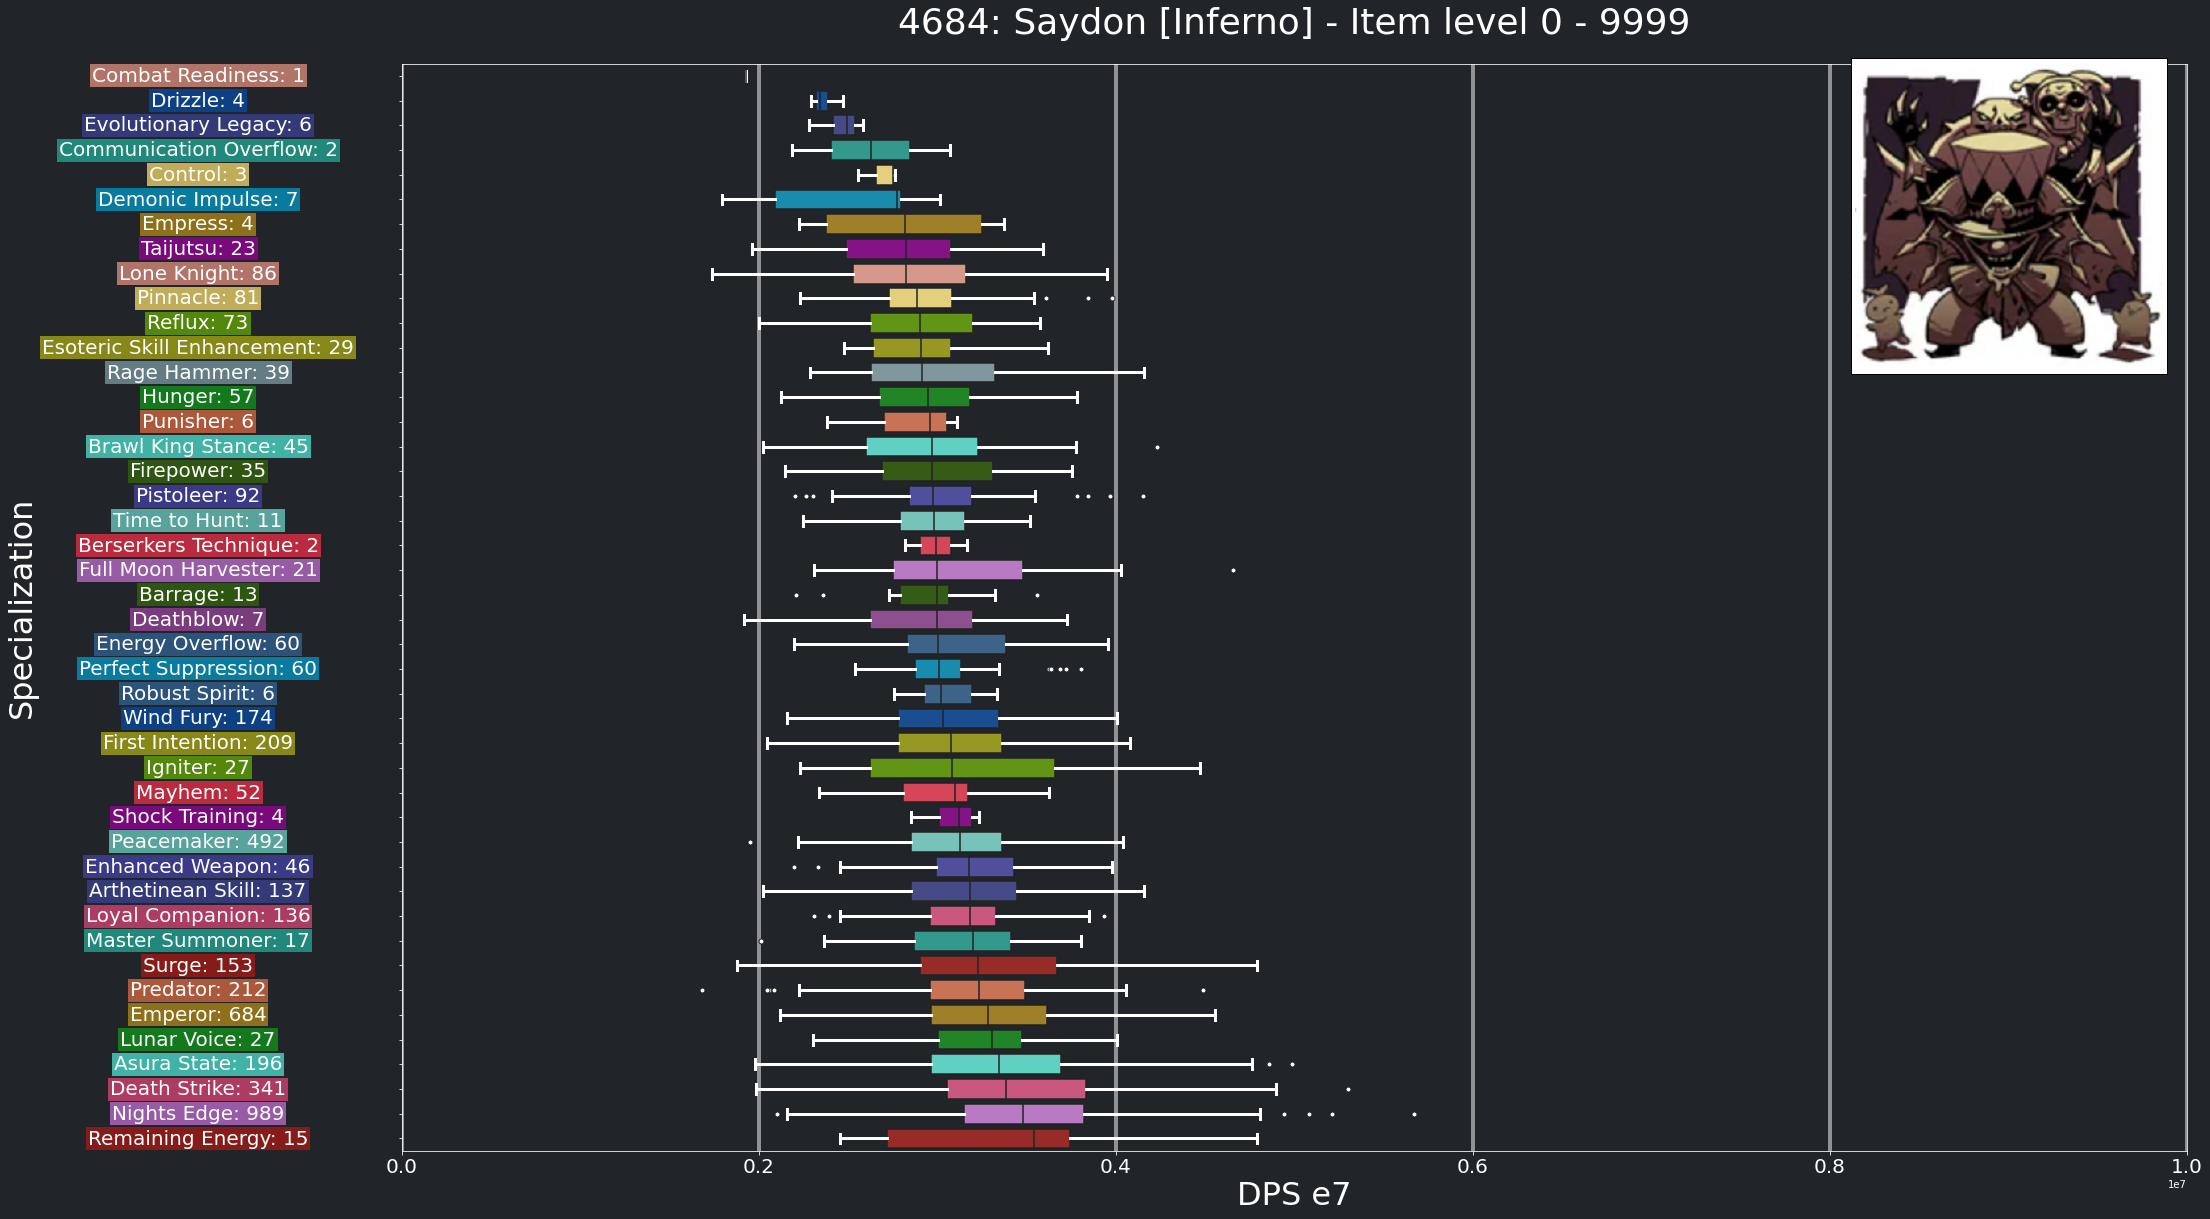 4684: Saydon [Inferno] - Item level 0 - 9999
Combat Readiness: 1
Drizzle: 4
Evolutionary Legacy: 6
Communication Overflow: 2
Control: 3
Demonic Impulse: 7
Empress: 4
Taijutsu: 23
Lone Knight: 86
Pinnacle: 81
Reflux: 73
Esoteric Skill Enhancement: 29
Rage Hammer: 39
Hunger: 57
Punisher: 6
Brawl King Stance: 45
Firepower: 35
Pistoleer: 92
Time to Hunt: 11
Berserkers Technique: 2
Full Moon Harvester: 21
Barrage: 13
Deathblow: 7
Energy Overflow: 60
Perfect Suppression: 60
Robust Spirit: 6
Wind Fury: 174
First Intention: 209
Igniter: 27
Mayhem: 52
Shock Training: 4
Peacemaker: 492
Enhanced Weapon: 46
Arthetinean Skill: 137
Loyal Companion: 136
Master Summoner: 17
Surge: 153
Predator: 212
Emperor: 684
Lunar Voice: 27
Asura State: 196
Death Strike: 341
Nights Edge: 989
Remaining Energy: 15
Specialization
0.0 0.2 0.4 0.6 0.8 1.0
1e7
DPS e7